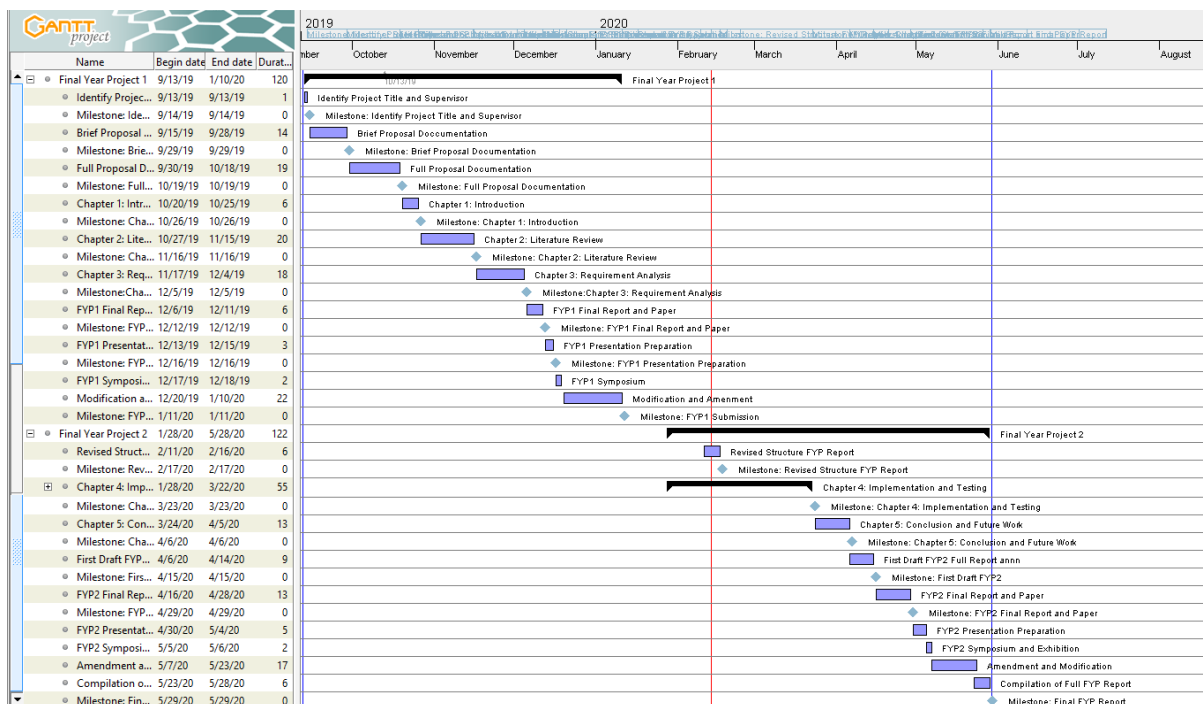 GANTT
project
2019 2020
mber October November December January February March April May June July August
Name Begin date End date Durat...
Final Year Project 1 9/13/19 1/10/20 120 10/13/19 Final Year Project 1
Identify Projec... 9/13/19 9/13/19 1 Identify Project Title and Supervisor
Milestone: Ide... 9/14/19 9/14/19 0 Milestone: Identify Project Title and Supervisor
Brief Proposal ... 9/15/19 9/28/19 14 Brief Proposal Doccumentation
Milestone: Brie... 9/29/19 9/29/19 0 Milestone: Brief Proposal Documentation
Full Proposal D... 9/30/19 10/18/19 19 Full Proposal Documentation
Milestone: Full... 10/19/19 10/19/19 0 Milestone: Full Proposal Documentation
Chapter 1: Intr... 10/20/19 10/25/19 6 Chapter 1: Introduction
Milestone: Cha... 10/26/19 10/26/19 0 Milestone: Chapter 1: Introduction
Chapter 2: Lite... 10/27/19 11/15/19 20 Chapter 2: Literature Review
Milestone: Cha... 11/16/19 11/16/19 0 Milestone: Chapter 2: Literature Review
Chapter 3: Req... 11/17/19 12/4/19 18 Chapter 3: Requirement Analysis
Milestone:Cha... 12/5/19 12/5/19 0 Milestone:Chapter 3: Requirement Analysis
FYP1 Final Rep... 12/6/19 12/11/19 6 FYP1 Final Report and Paper
Milestone: FYP... 12/12/19 12/12/19 0 Milestone: FYP1 Final Report and Paper
FYP1 Presentat... 12/13/19 12/15/19 3 FYP1 Presentation Preparation
Milestone: FYP... 12/16/19 12/16/19 0 Milestone: FYP1 Presentation Preparation
FYP1 Symposi... 12/17/19 12/18/19 2 FYP1 Symposium
Modification a... 12/20/19 1/10/20 22 Modification and Amenment
Milestone: FYP... 1/11/20 1/11/20 0 Milestone: FYP1 Submission
Final Year Project 2 1/28/20 5/28/20 122 Final Year Project 2
Revised Struct... 2/11/20 2/16/20 6 Revised Structure FYP Report
Milestone: Rev... 2/17/20 2/17/20 0 Milestone: Revised Structure FYP Report
Chapter 4: Imp... 1/28/20 3/22/20 55 Chapter 4: Implementation and Testing
Milestone: Cha... 3/23/20 3/23/20 0 Milestone: Chapter 4: Implementation and Testing
Chapter 5: Con... 3/24/20 4/5/20 13 Chapter 5: Conclusion and Future Work
Milestone: Cha... 4/6/20 4/6/20 0 Milestone: Chapter 5: Conclusion and Future Work
First Draft FYP... 4/6/20 4/14/20 9 First Draft FYP2 Full Report annn
Milestone: Firs... 4/15/20 4/15/20 0 Milestone: First Draft FYP2
FYP2 Final Rep... 4/16/20 4/28/20 13 FYP2 Final Report and Paper
Milestone: FYP... 4/29/20 4/29/20 0 Milestone: FYP2 Final Report and Paper
FYP2 Presentat... 4/30/20 5/4/20 5 FYP2 Presentation Preparation
FYP2 Symposi... 5/5/20 5/6/20 2 FYP2 Symposium and Exhibition
Amendment a... 5/7/20 5/23/20 17 Amendment and Modification
Compilation o... 5/23/20 5/28/20 6 Compilation of Full FYP Report
Milestone: Fin... 5/29/20 5/29/20 0 Milestone: Final FYP Report